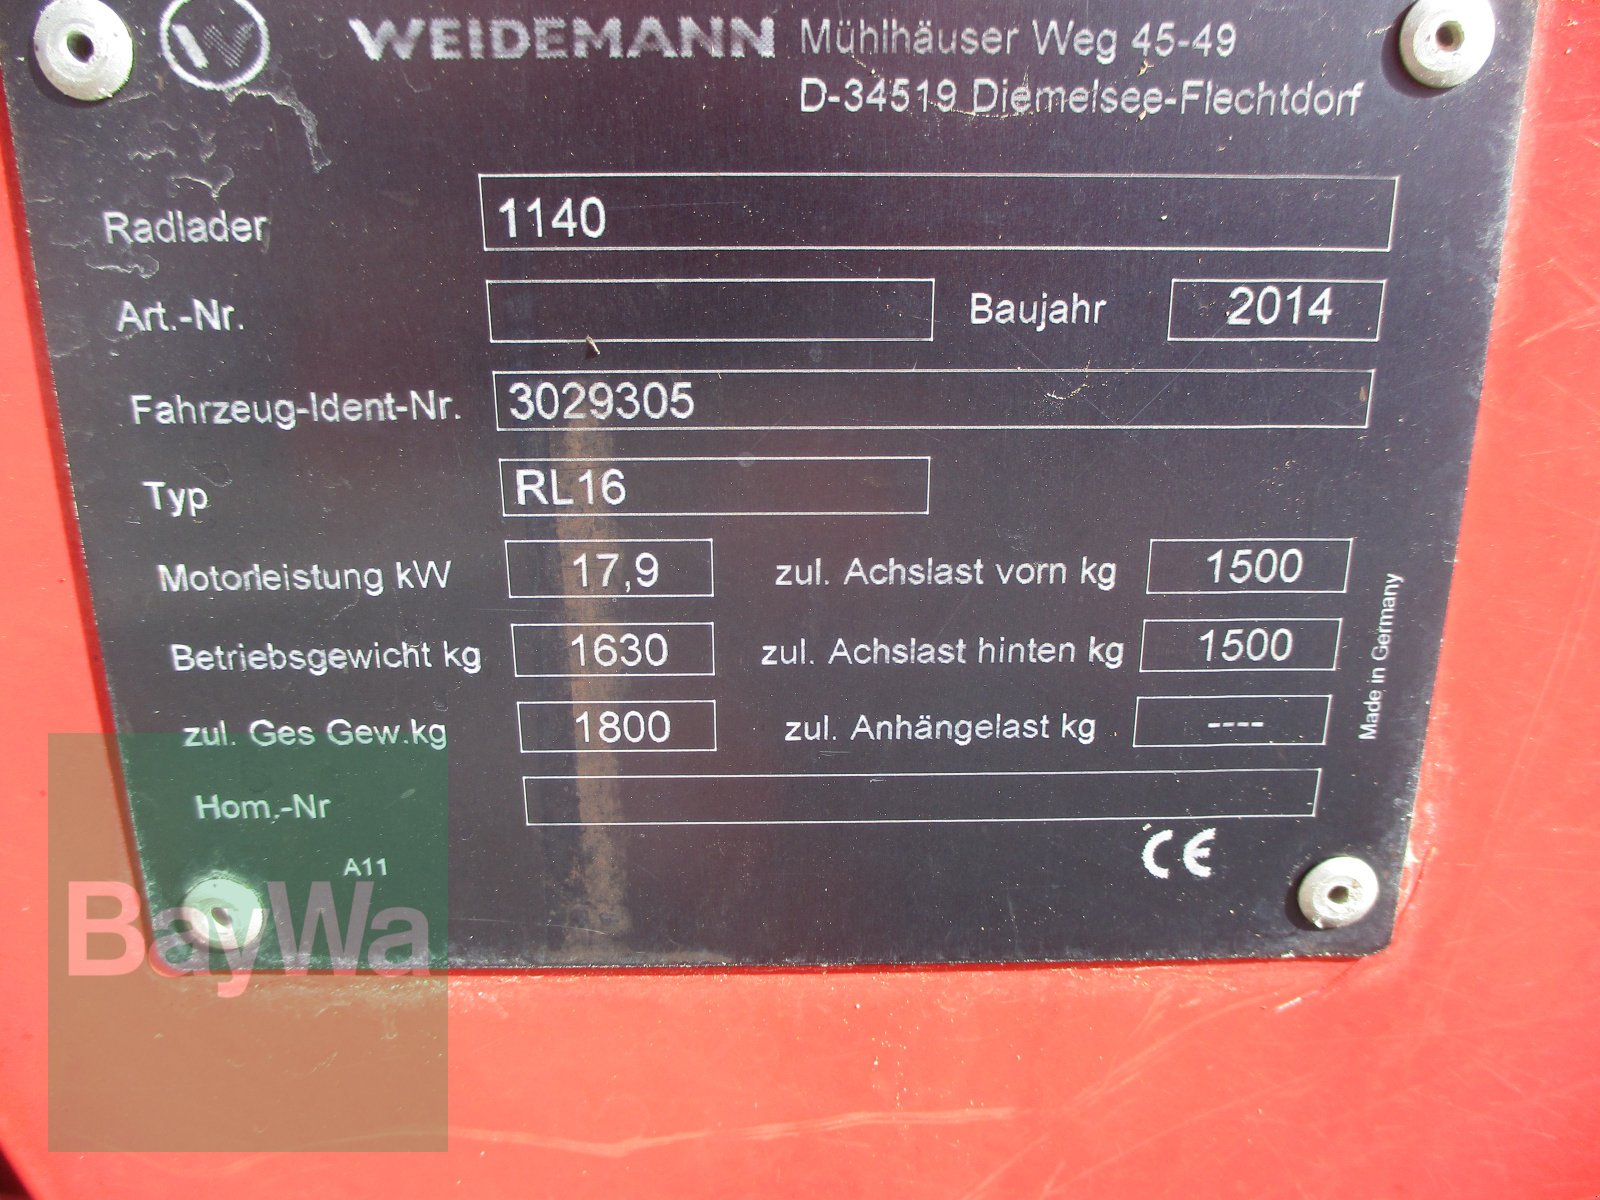 W WEIDEMANN Mühlhäuser Weg 45-49
D-34519 Diemelsee-Flechtdorf
Radlader 1140
Art.-Nr. Baujahr 2014
Fahrzeug-Ident-Nr. 3029305
Typ RL16
Motorleistung kW 17,9 zul. Achslast vorn kg 1500
Betriebsgewicht kg 1630 zul. Achslast hinten kg 1500
zul. Ges Gew.kg 1800 zul. Anhängelast kg ----
Made in Germany
Hom.-Nr
A11 CE
BayWa